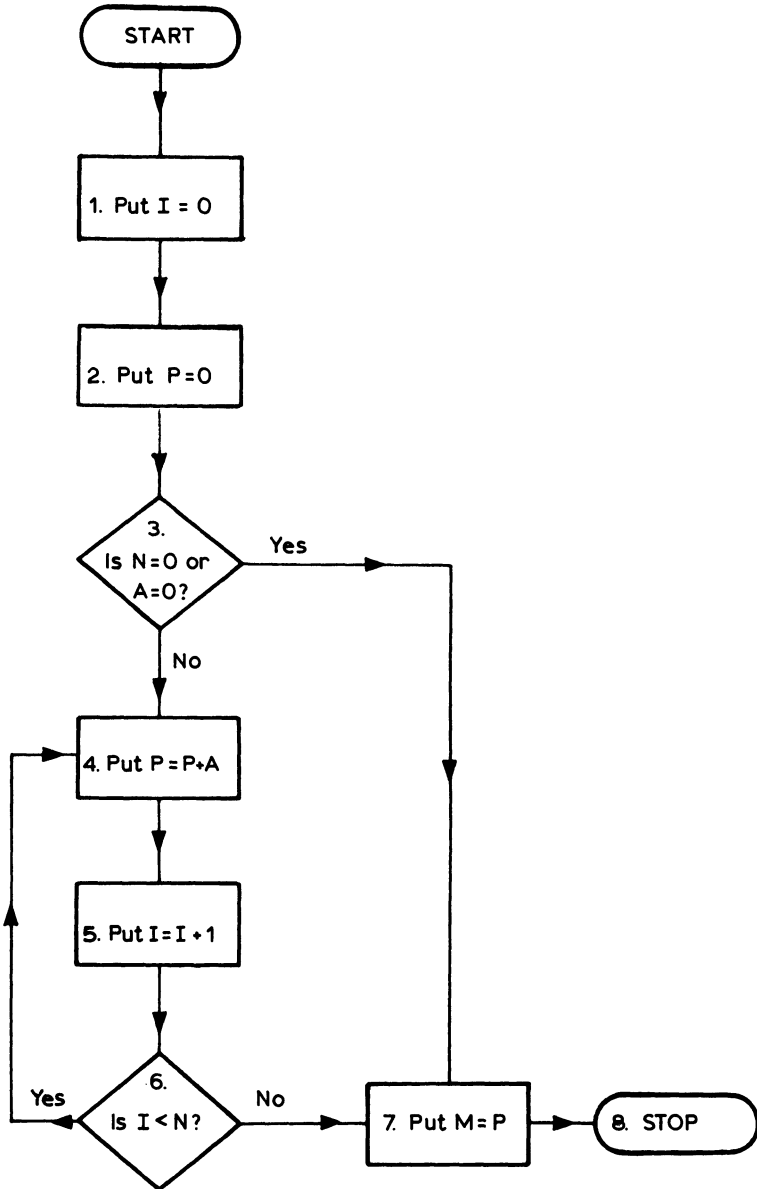 START
1. Put I = 0
2. Put P=0
3.
Is N=0 or
A=0?
Yes
No
4. Put P=P+A
5. Put I=I+1
6.
Is I<N?
Yes
No
7. Put M=P
8. STOP